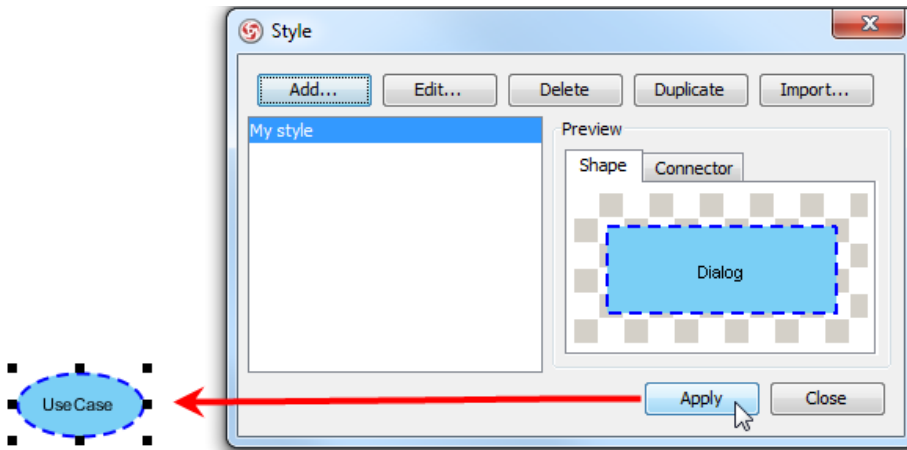 Style
Add... Edit... Delete Duplicate Import...
My style
Preview
Shape Connector
Dialog
UseCase
Apply Close